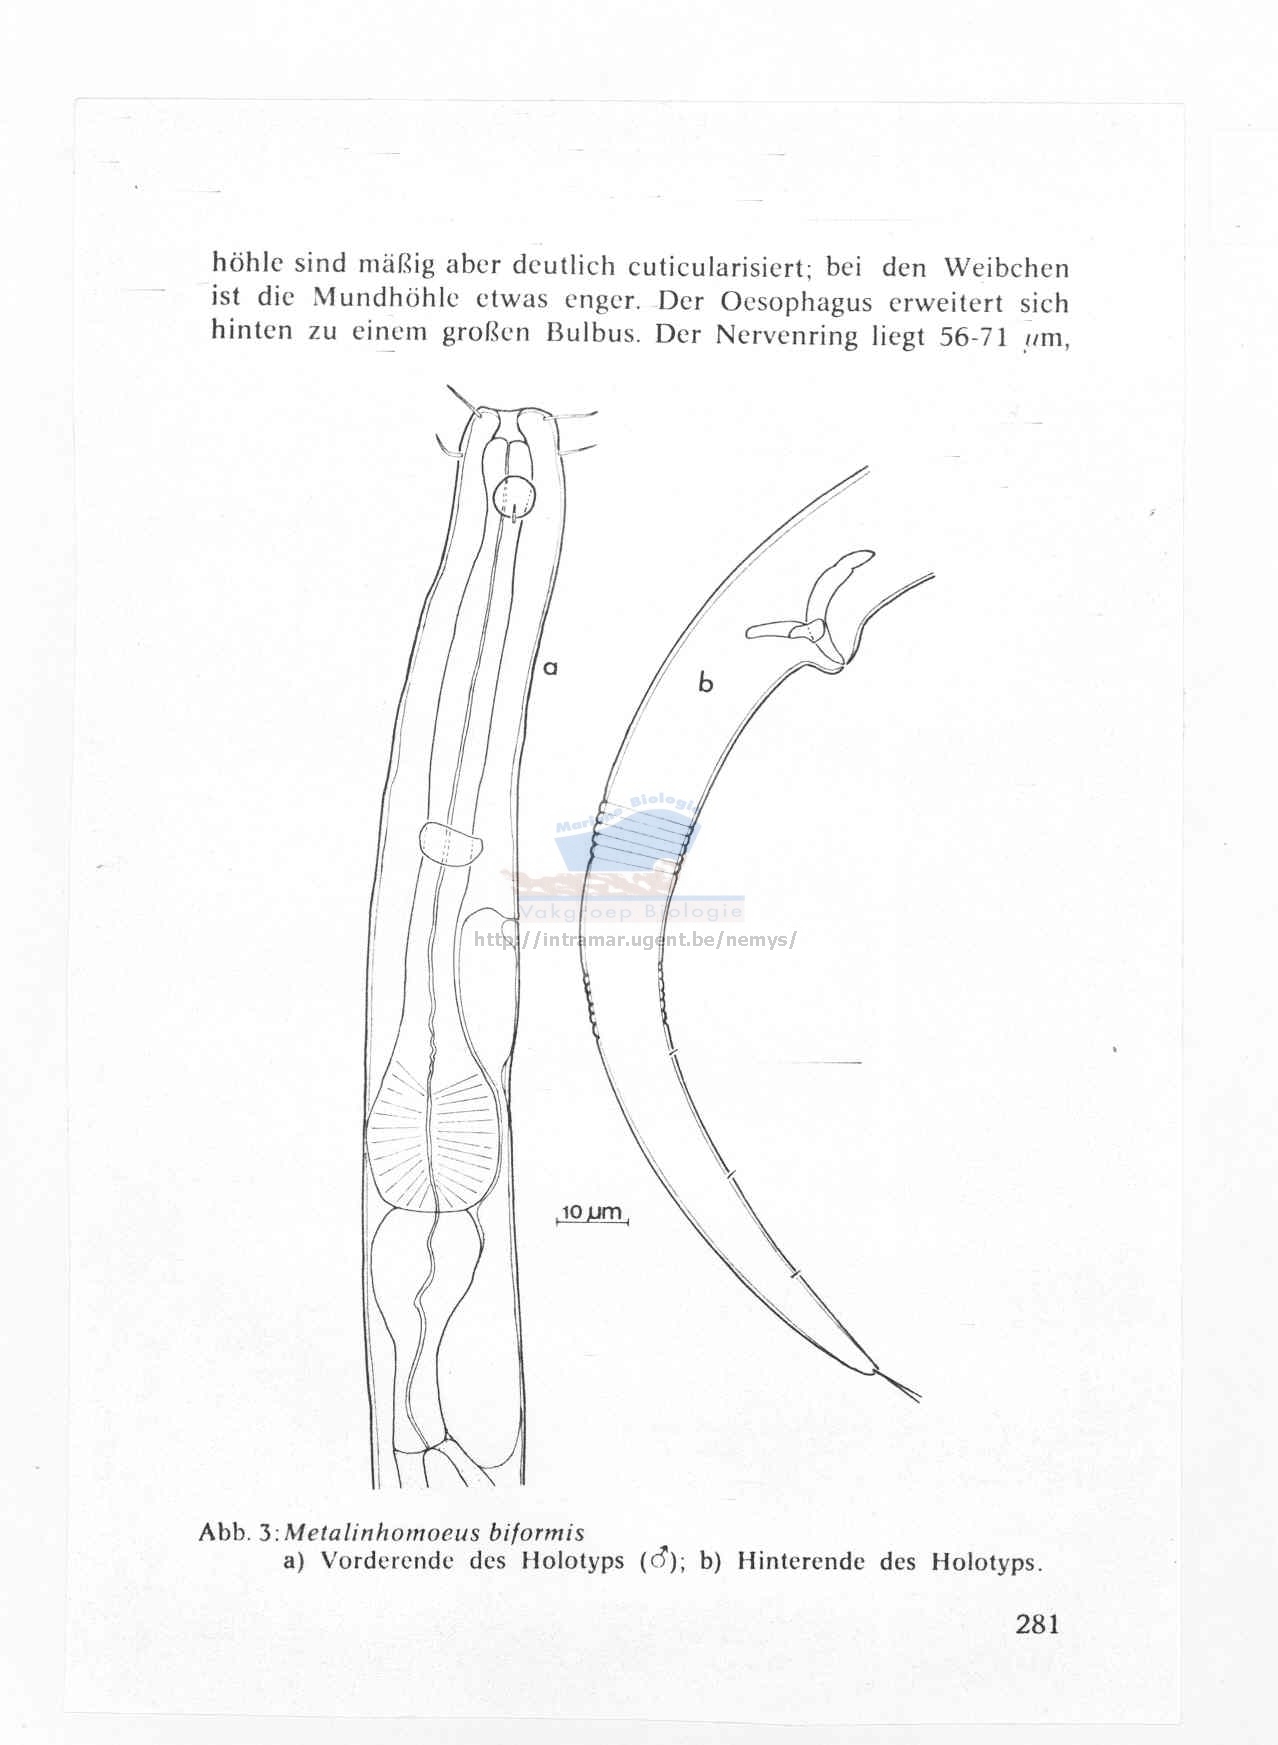 höhle sind mäßig aber deutlich cuticularisiert; bei den Weibchen
ist die Mundhöhle etwas enger. Der Oesophagus erweitert sich
hinten zu einem großen Bulbus. Der Nervenring liegt 56-71 µm,
a
b
Marine Biologie
Vakgroep Biologie
http://intramar.ugent.be/nemys/
10 µm
Abb. 3: Metalinhomoeus biformis
a) Vorderende des Holotyps (♂); b) Hinterende des Holotyps.
281